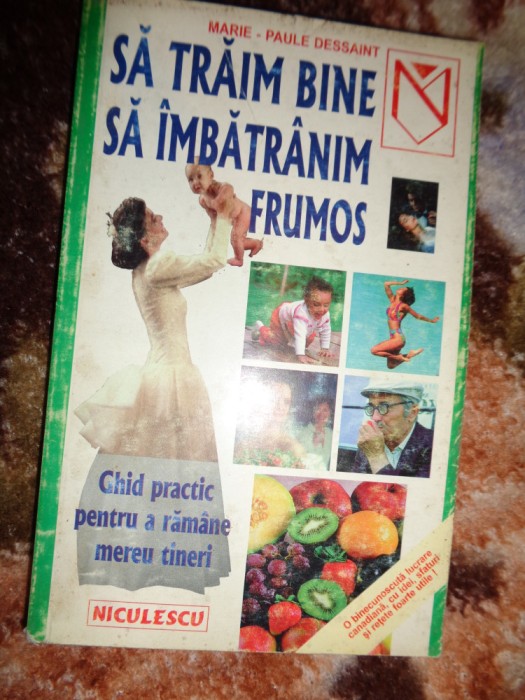 MARIE - PAULE DESSAINT
SĂ TRĂIM BINE
SĂ ÎMBĂTRÂNIM
FRUMOS
Ghid practic
pentru a rămâne
mereu tineri
NICULESCU
O binecunoscută lucrare
canadiană, cu idei, sfaturi
și rețete foarte utile !